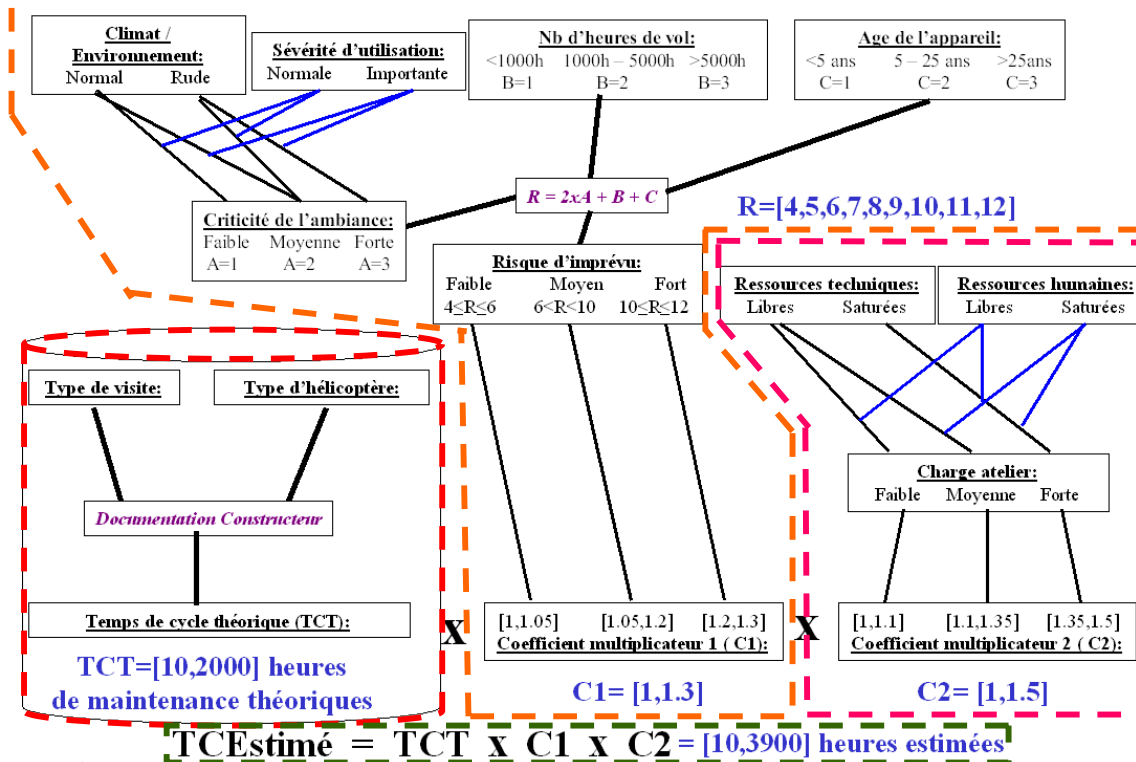 Climat /
Environnement:
Normal Rude
Sévérité d'utilisation:
Normale Importante
Nb d'heures de vol:
<1000h 1000h – 5000h >5000h
B=1 B=2 B=3
Age de l'appareil:
<5 ans 5 – 25 ans >25ans
C=1 C=2 C=3
R = 2xA + B + C
Criticité de l'ambiance:
Faible Moyenne Forte
A=1 A=2 A=3
R=[4,5,6,7,8,9,10,11,12]
Risque d'imprévu:
Faible Moyen Fort
4≤R≤6 6<R<10 10≤R≤12
Ressources techniques:
Libres Saturées
Ressources humaines:
Libres Saturées
Type de visite:
Type d'hélicoptère:
Documentation Constructeur
Charge atelier:
Faible Moyenne Forte
Temps de cycle théorique (TCT):
x
[1,1.05] [1.05,1.2] [1.2,1.3]
Coefficient multiplicateur 1 ( C1):
x
[1,1.1] [1.1,1.35] [1.35,1.5]
Coefficient multiplicateur 2 ( C2):
TCT=[10,2000] heures
de maintenance théoriques
C1= [1,1.3]
C2= [1,1.5]
TCEstimé = TCT x C1 x C2 = [10,3900] heures estimées